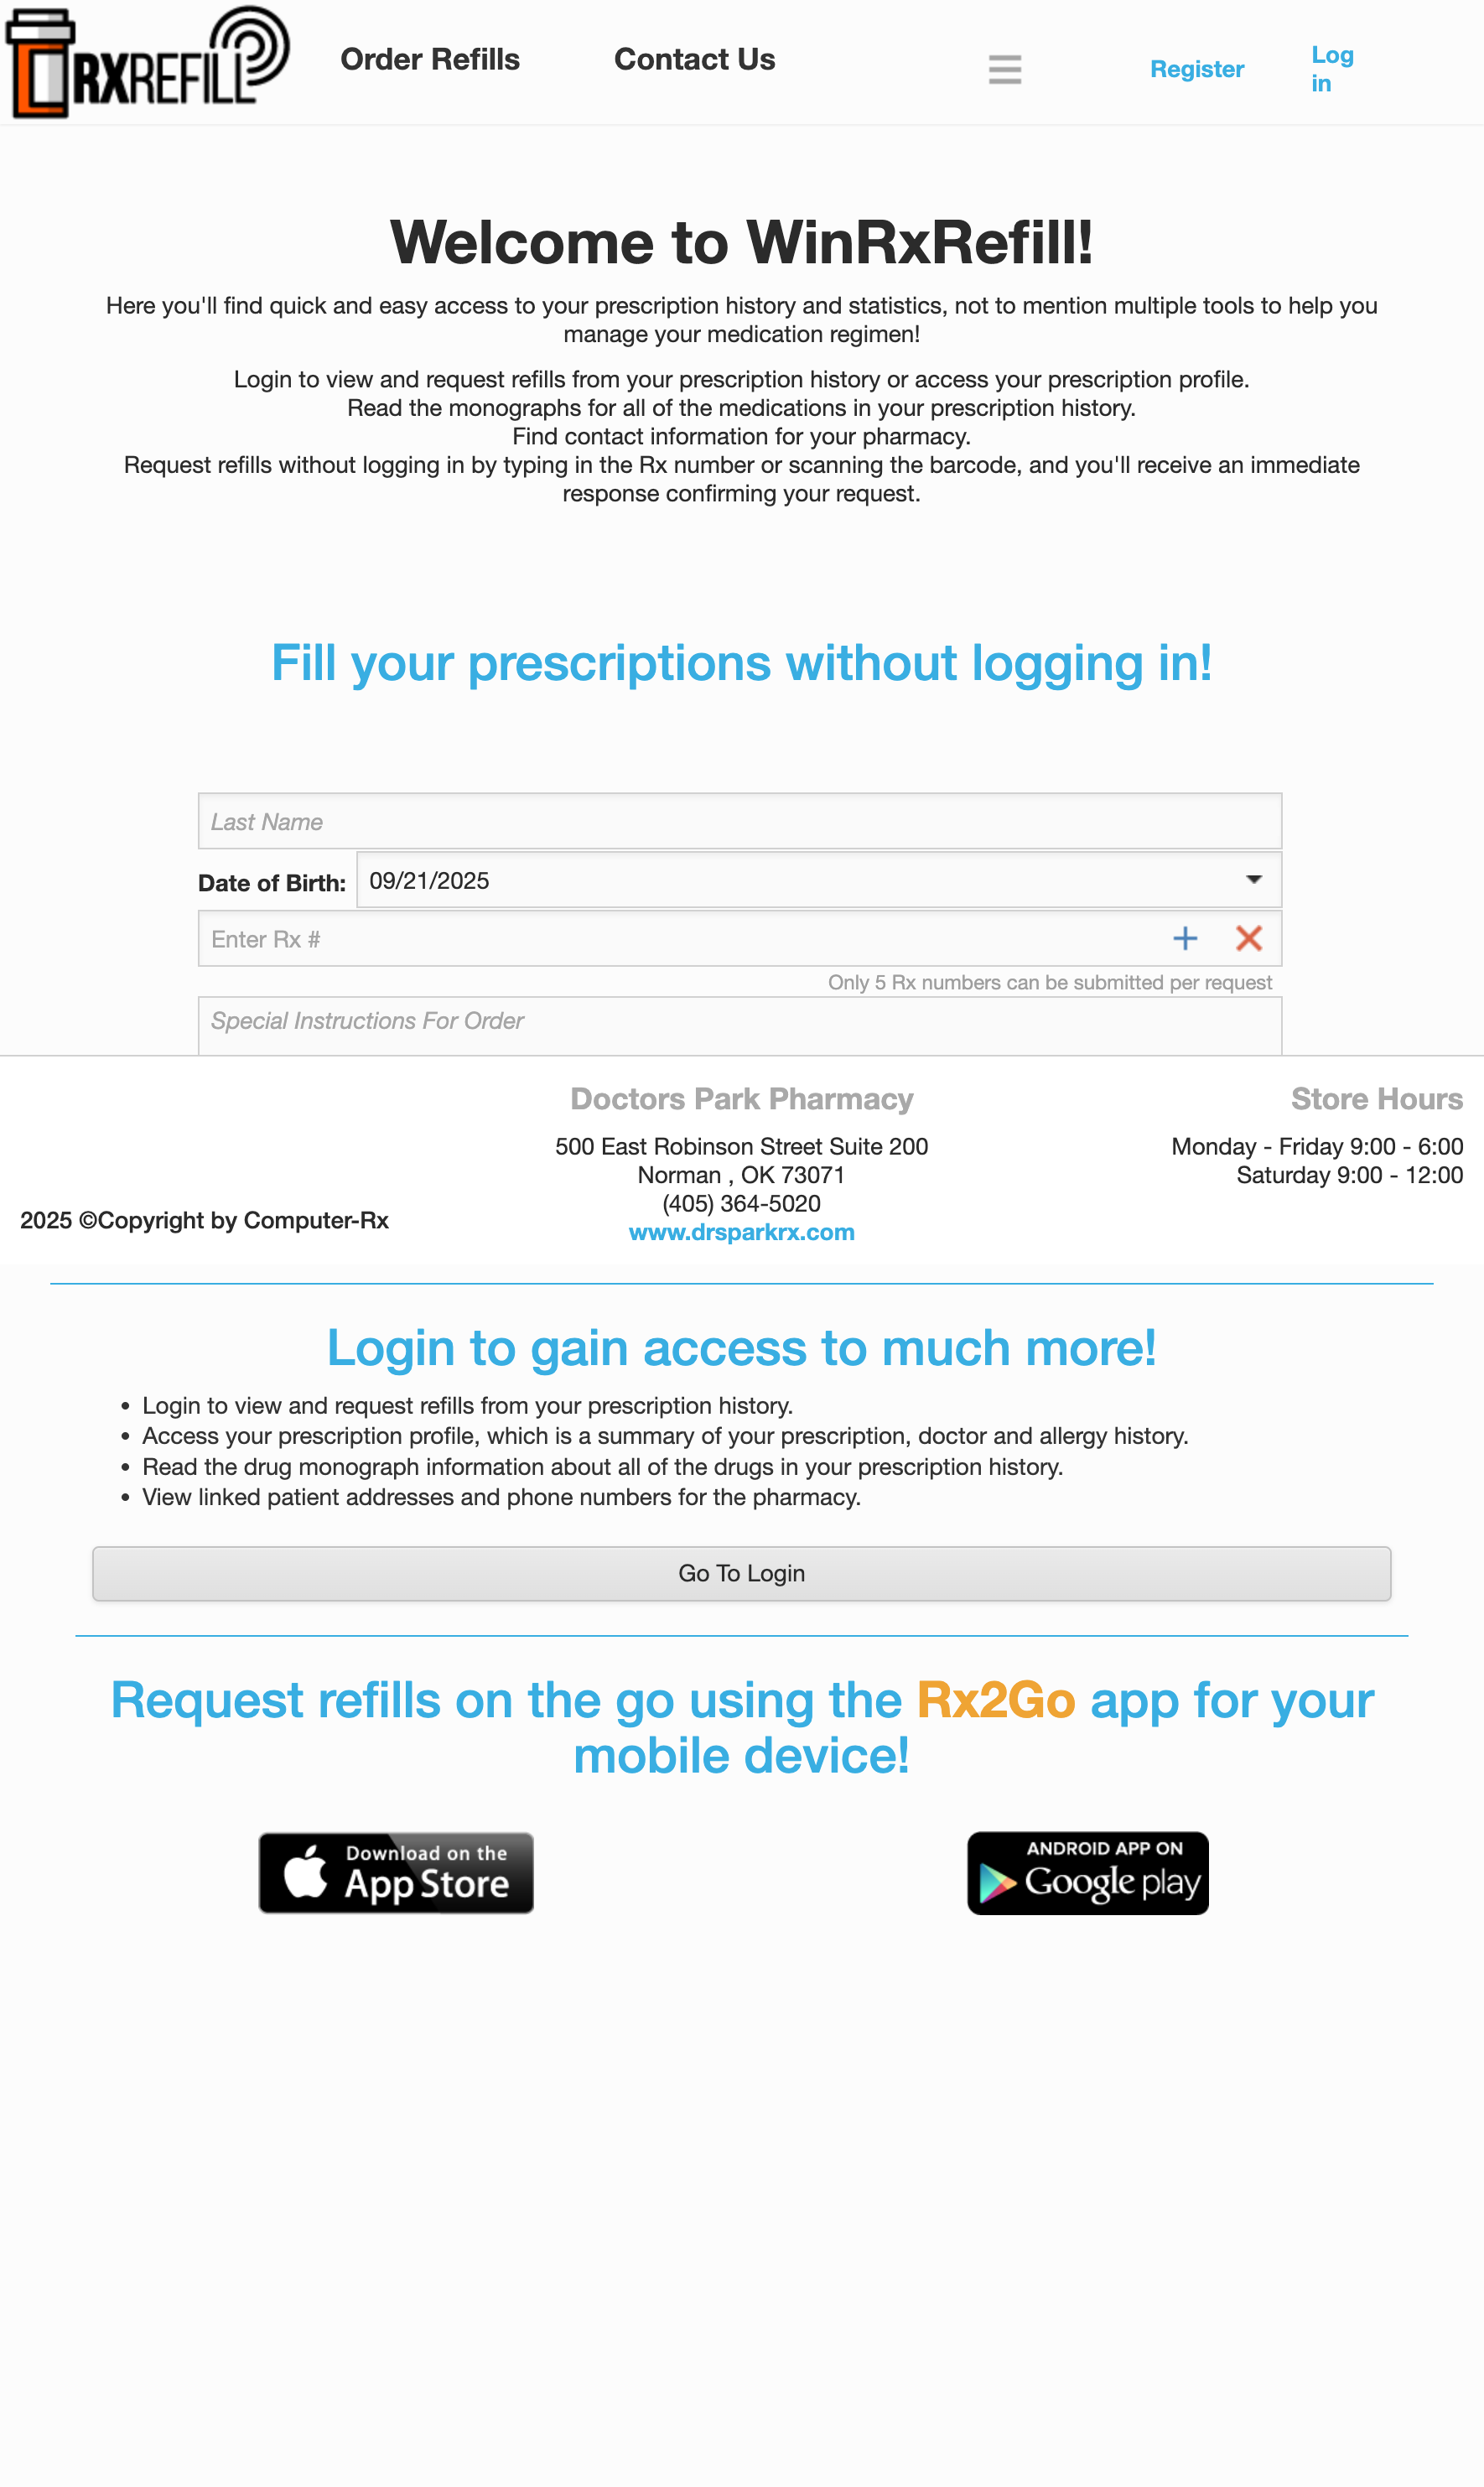 RXREFILL
Order Refills
Contact Us
Register
Log
in
Welcome to WinRxRefill!
Here you'll find quick and easy access to your prescription history and statistics, not to mention multiple tools to help you
manage your medication regimen!
Login to view and request refills from your prescription history or access your prescription profile.
Read the monographs for all of the medications in your prescription history.
Find contact information for your pharmacy.
Request refills without logging in by typing in the Rx number or scanning the barcode, and you'll receive an immediate
response confirming your request.
Fill your prescriptions without logging in!
Last Name
Date of Birth: 09/21/2025
Enter Rx #
Only 5 Rx numbers can be submitted per request
Special Instructions For Order
2025 ©Copyright by Computer-Rx
Doctors Park Pharmacy
500 East Robinson Street Suite 200
Norman , OK 73071
(405) 364-5020
www.drsparkrx.com
Store Hours
Monday - Friday 9:00 - 6:00
Saturday 9:00 - 12:00
Login to gain access to much more!
• Login to view and request refills from your prescription history.
• Access your prescription profile, which is a summary of your prescription, doctor and allergy history.
• Read the drug monograph information about all of the drugs in your prescription history.
• View linked patient addresses and phone numbers for the pharmacy.
Go To Login
Request refills on the go using the Rx2Go app for your
mobile device!
Download on the
App Store
ANDROID APP ON
Google play